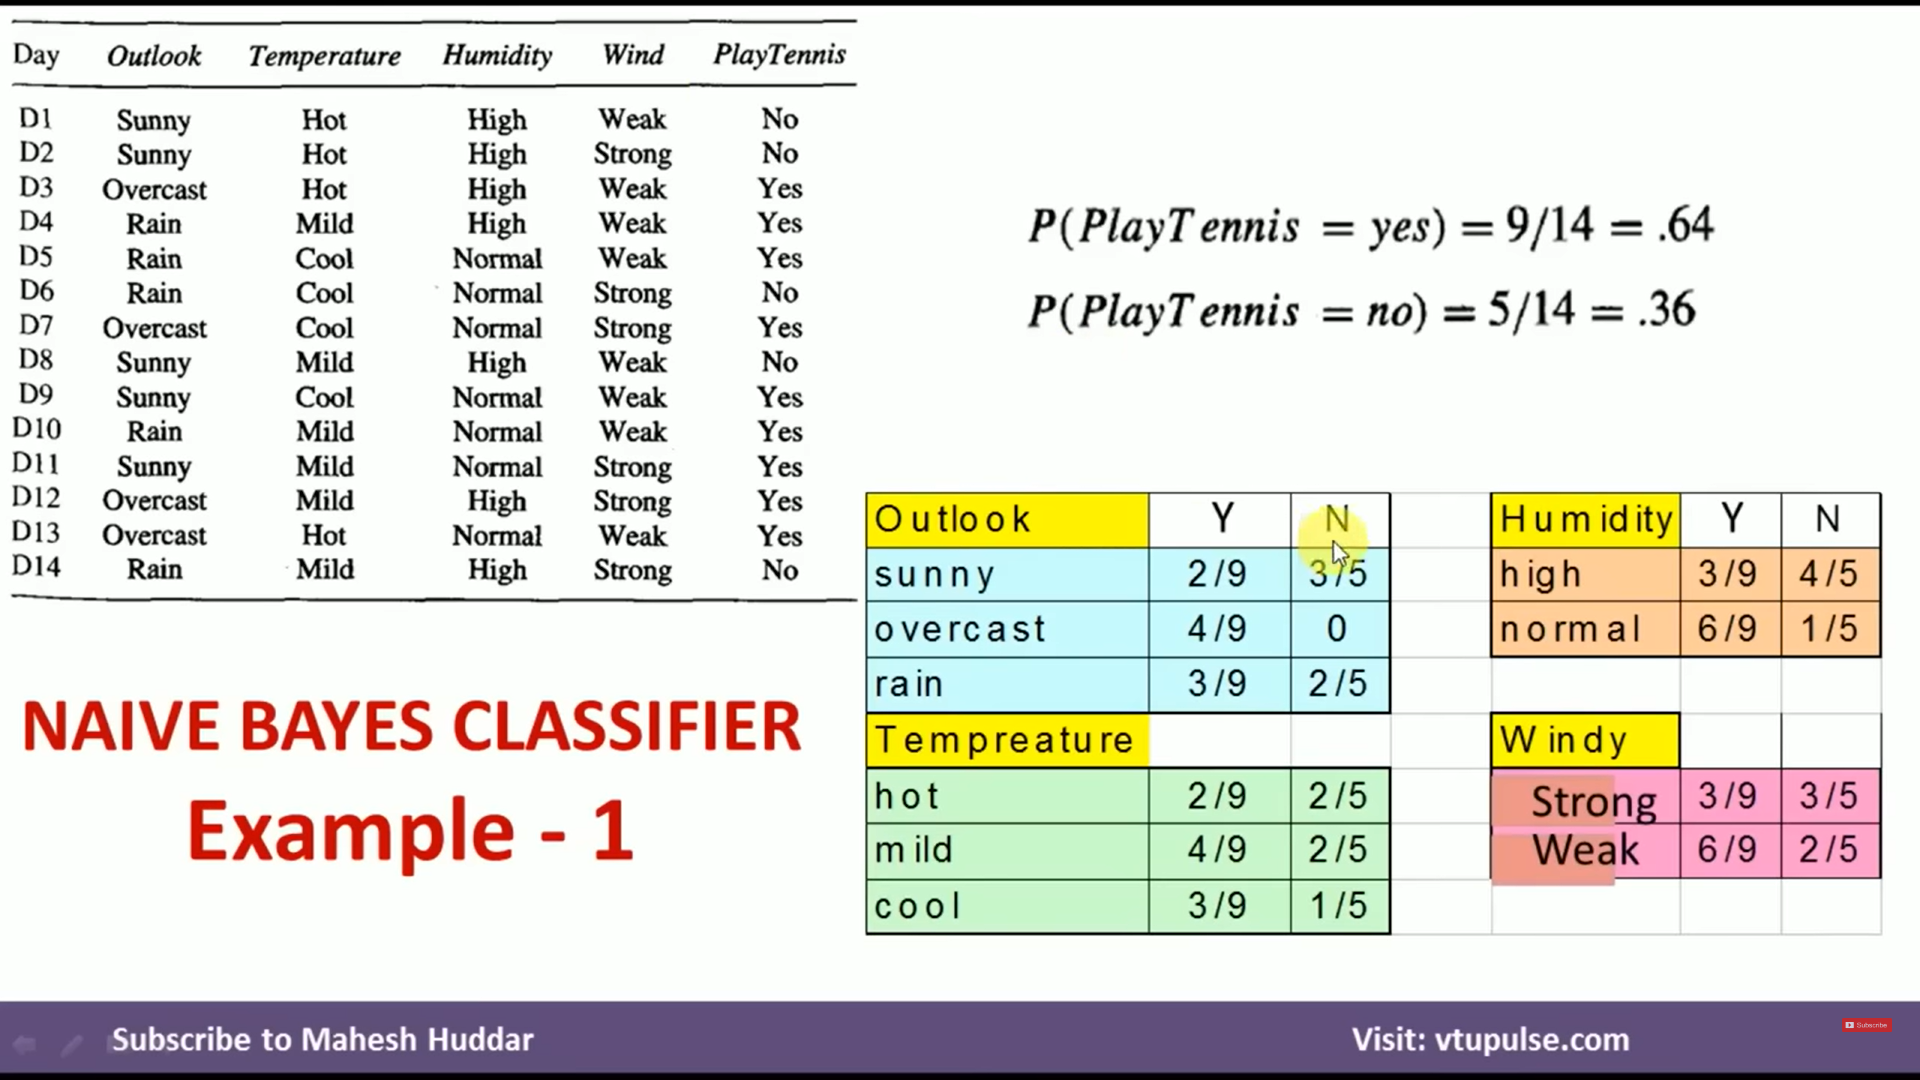 Day Outlook Temperature Humidity Wind PlayTennis
D1 Sunny Hot High Weak No
D2 Sunny Hot High Strong No
D3 Overcast Hot High Weak Yes
D4 Rain Mild High Weak Yes
D5 Rain Cool Normal Weak Yes
D6 Rain Cool Normal Strong No
D7 Overcast Cool Normal Strong Yes
D8 Sunny Mild High Weak No
D9 Sunny Cool Normal Weak Yes
D10 Rain Mild Normal Weak Yes
D11 Sunny Mild Normal Strong Yes
D12 Overcast Mild High Strong Yes
D13 Overcast Hot Normal Weak Yes
D14 Rain Mild High Strong No
P(PlayTennis = yes) = 9/14 = .64
P(PlayTennis = no) = 5/14 = .36
Outlook Y N
sunny 2/9 3/5
overcast 4/9 0
rain 3/9 2/5
Tempreature
hot 2/9 2/5
mild 4/9 2/5
cool 3/9 1/5
Humidity Y N
high 3/9 4/5
normal 6/9 1/5
Windy
Strong 3/9 3/5
Weak 6/9 2/5
NAIVE BAYES CLASSIFIER
Example - 1
Subscribe to Mahesh Huddar
Visit: vtupulse.com
Subscribe